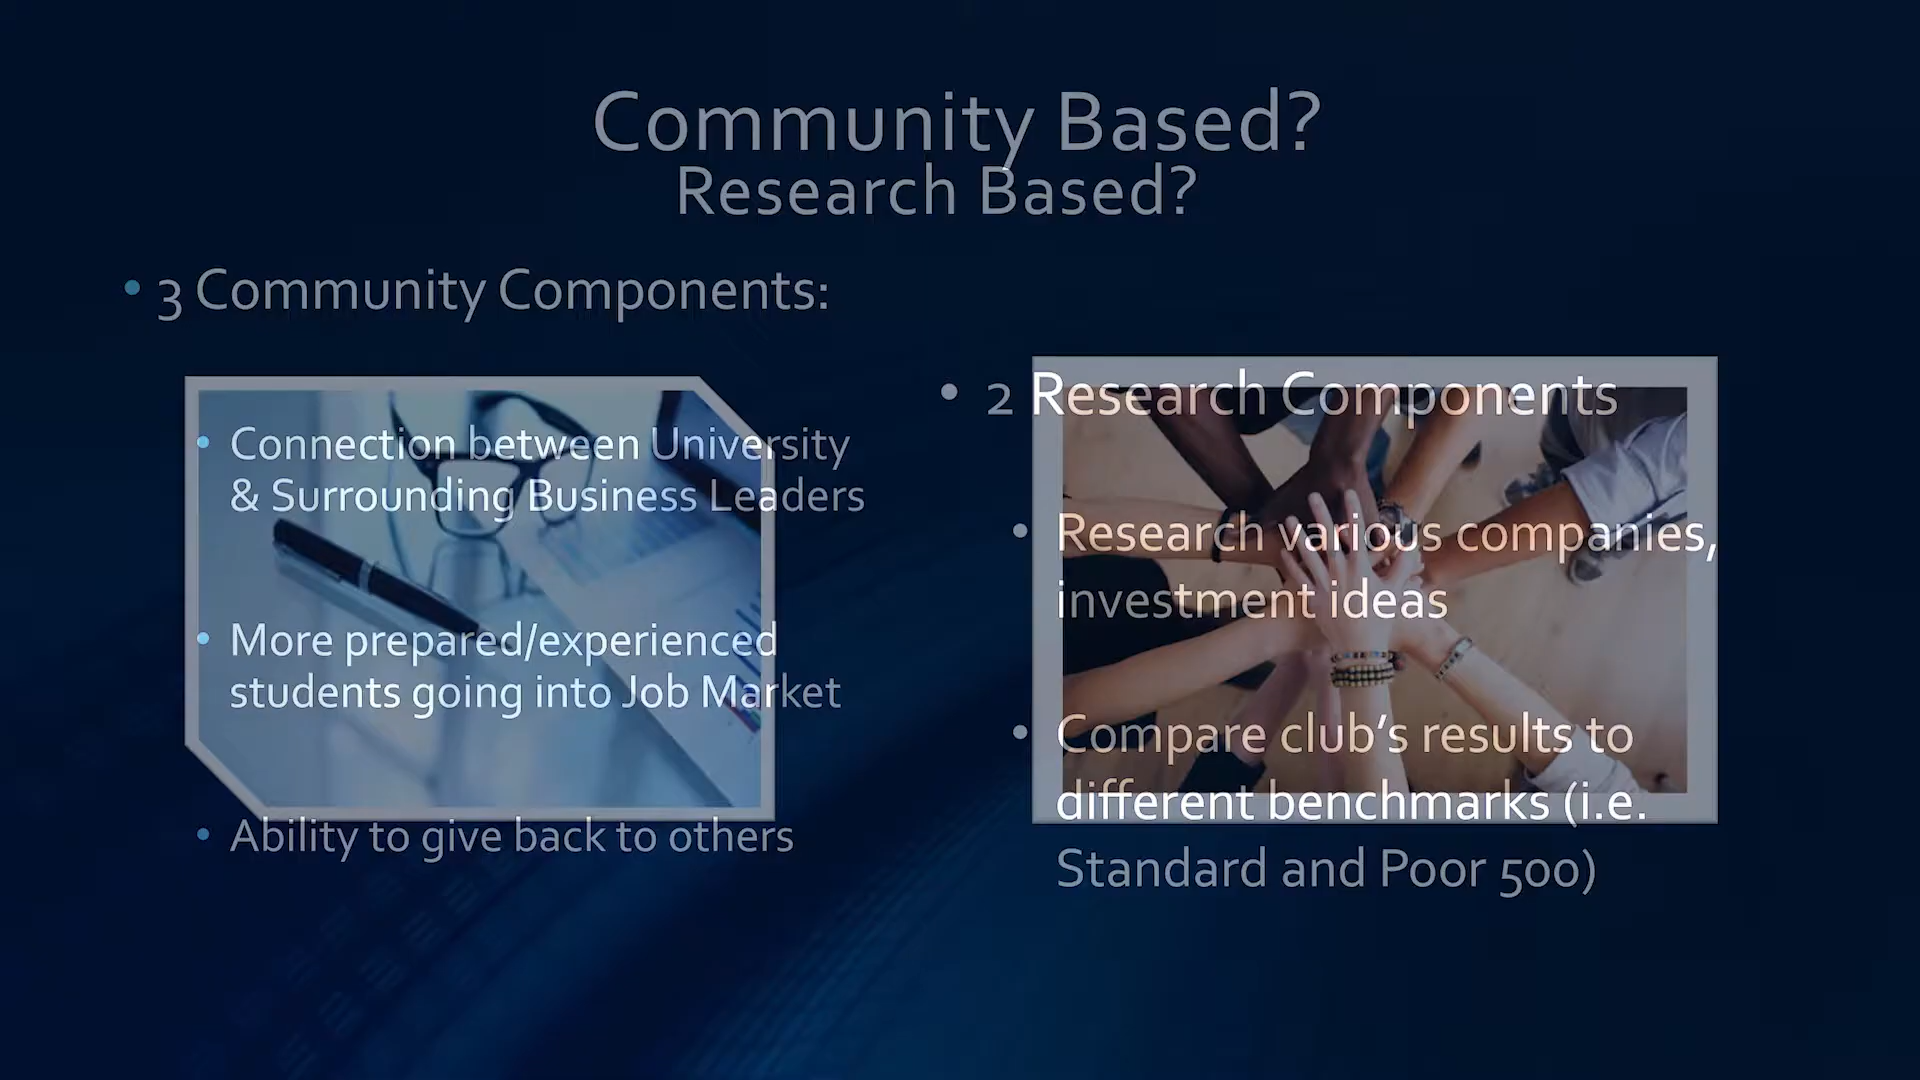 Community Based?
Research Based?
• 3 Community Components:
• Connection between University
& Surrounding Business Leaders
• More prepared/experienced
students going into Job Market
• Ability to give back to others
• 2 Research Components
• Research various companies,
investment ideas
• Compare club’s results to
different benchmarks (i.e.
Standard and Poor 500)